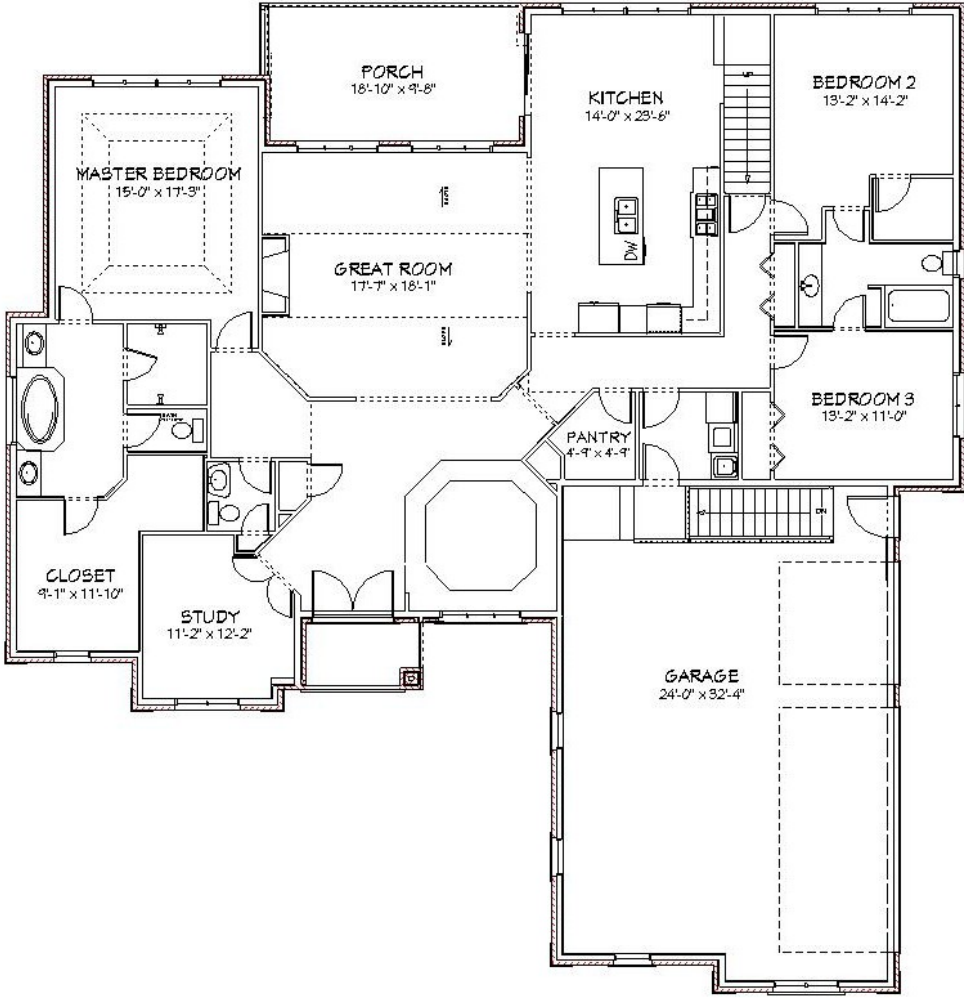 PORCH
18'-10" x 9'-8"
KITCHEN
14'-0" x 23'-6"
BEDROOM 2
13'-2" x 14'-2"
MASTER BEDROOM
15'-0" x 17'-3"
GREAT ROOM
17'-7" x 18'-1"
DW
BEDROOM 3
13'-2" x 11'-0"
PANTRY
4'-9" x 4'-9"
DN
CLOSET
9'-1" x 11'-10"
STUDY
11'-2" x 12'-2"
GARAGE
24'-0" x 32'-4"